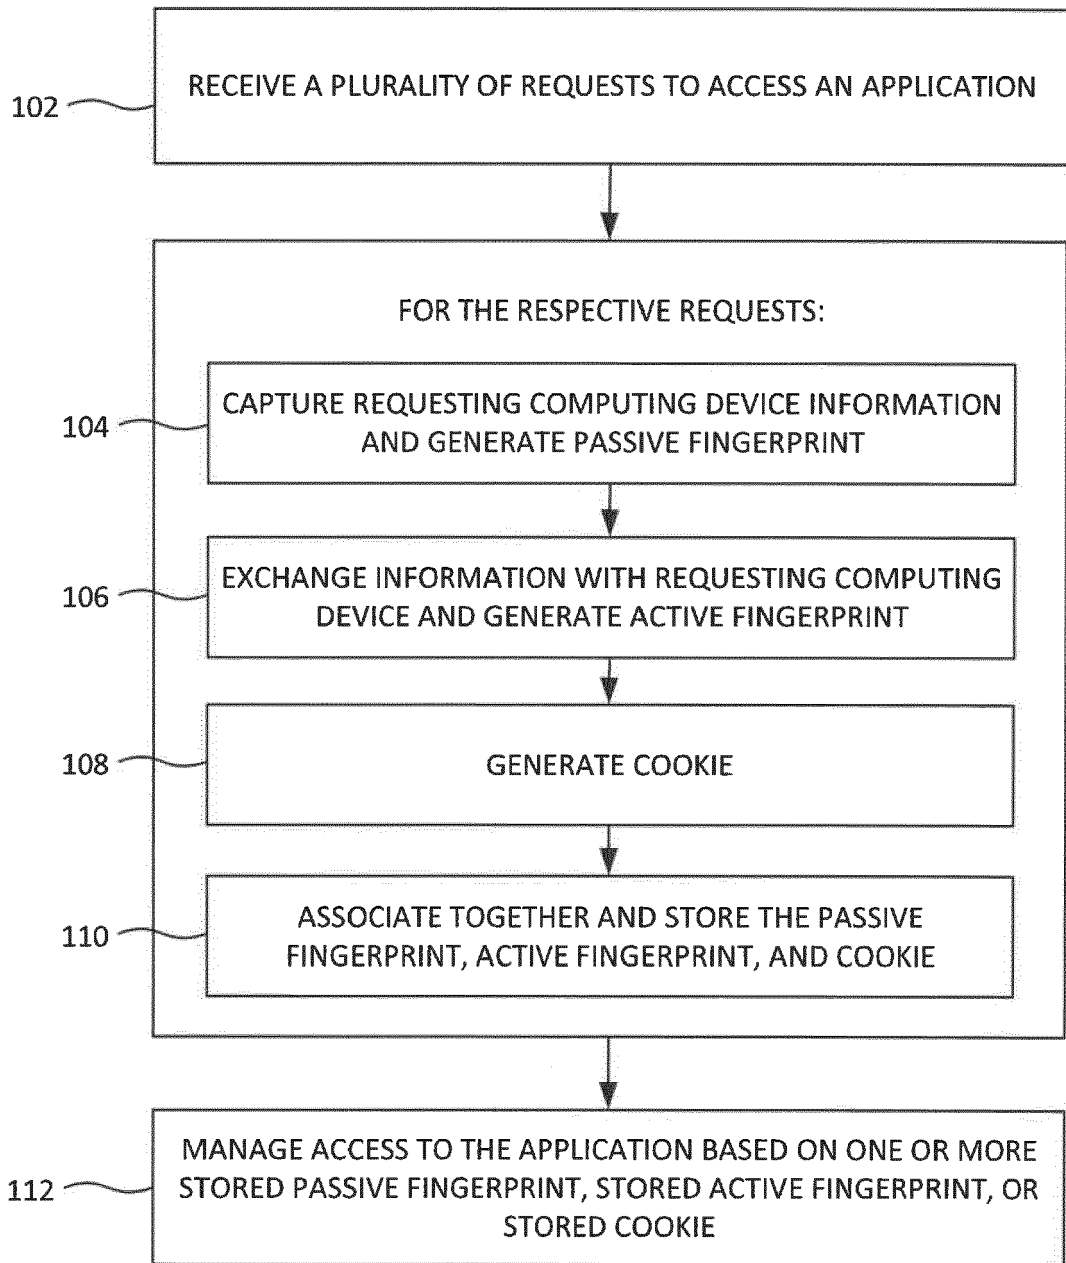 RECEIVE A PLURALITY OF REQUESTS TO ACCESS AN APPLICATION
102
FOR THE RESPECTIVE REQUESTS:
CAPTURE REQUESTING COMPUTING DEVICE INFORMATION
AND GENERATE PASSIVE FINGERPRINT
104
EXCHANGE INFORMATION WITH REQUESTING COMPUTING
DEVICE AND GENERATE ACTIVE FINGERPRINT
106
GENERATE COOKIE
108
ASSOCIATE TOGETHER AND STORE THE PASSIVE
FINGERPRINT, ACTIVE FINGERPRINT, AND COOKIE
110
MANAGE ACCESS TO THE APPLICATION BASED ON ONE OR MORE
STORED PASSIVE FINGERPRINT, STORED ACTIVE FINGERPRINT, OR
STORED COOKIE
112